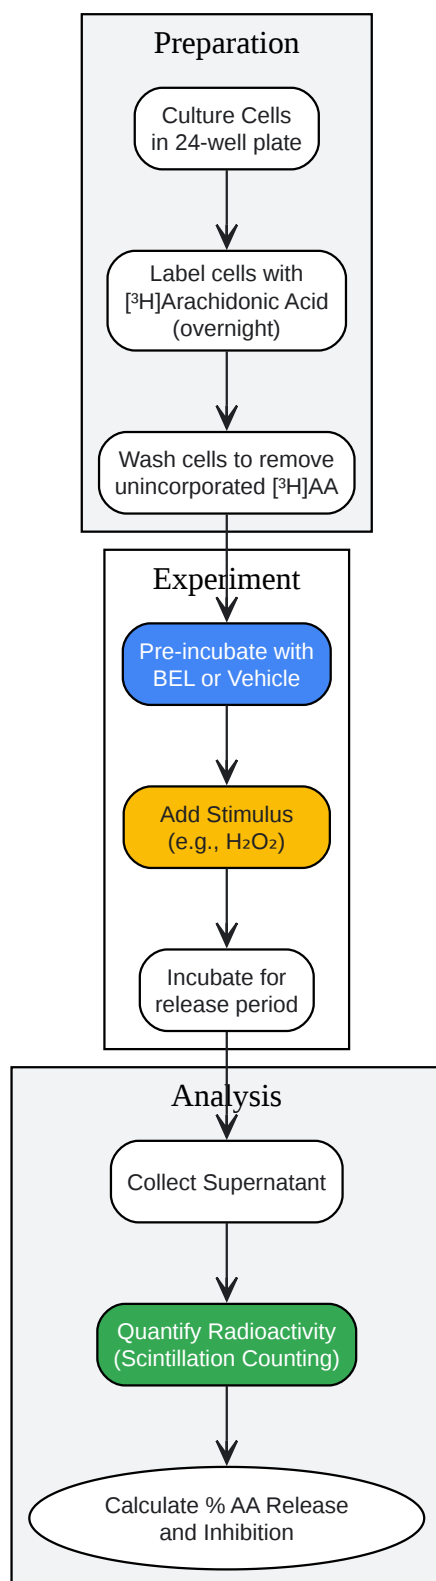 Preparation
Culture Cells
in 24-well plate
Label cells with
[³H]Arachidonic Acid
(overnight)
Wash cells to remove
unincorporated [³H]AA
Experiment
Pre-incubate with
BEL or Vehicle
Add Stimulus
(e.g., H₂O₂)
Incubate for
release period
Analysis
Collect Supernatant
Quantify Radioactivity
(Scintillation Counting)
Calculate % AA Release
and Inhibition